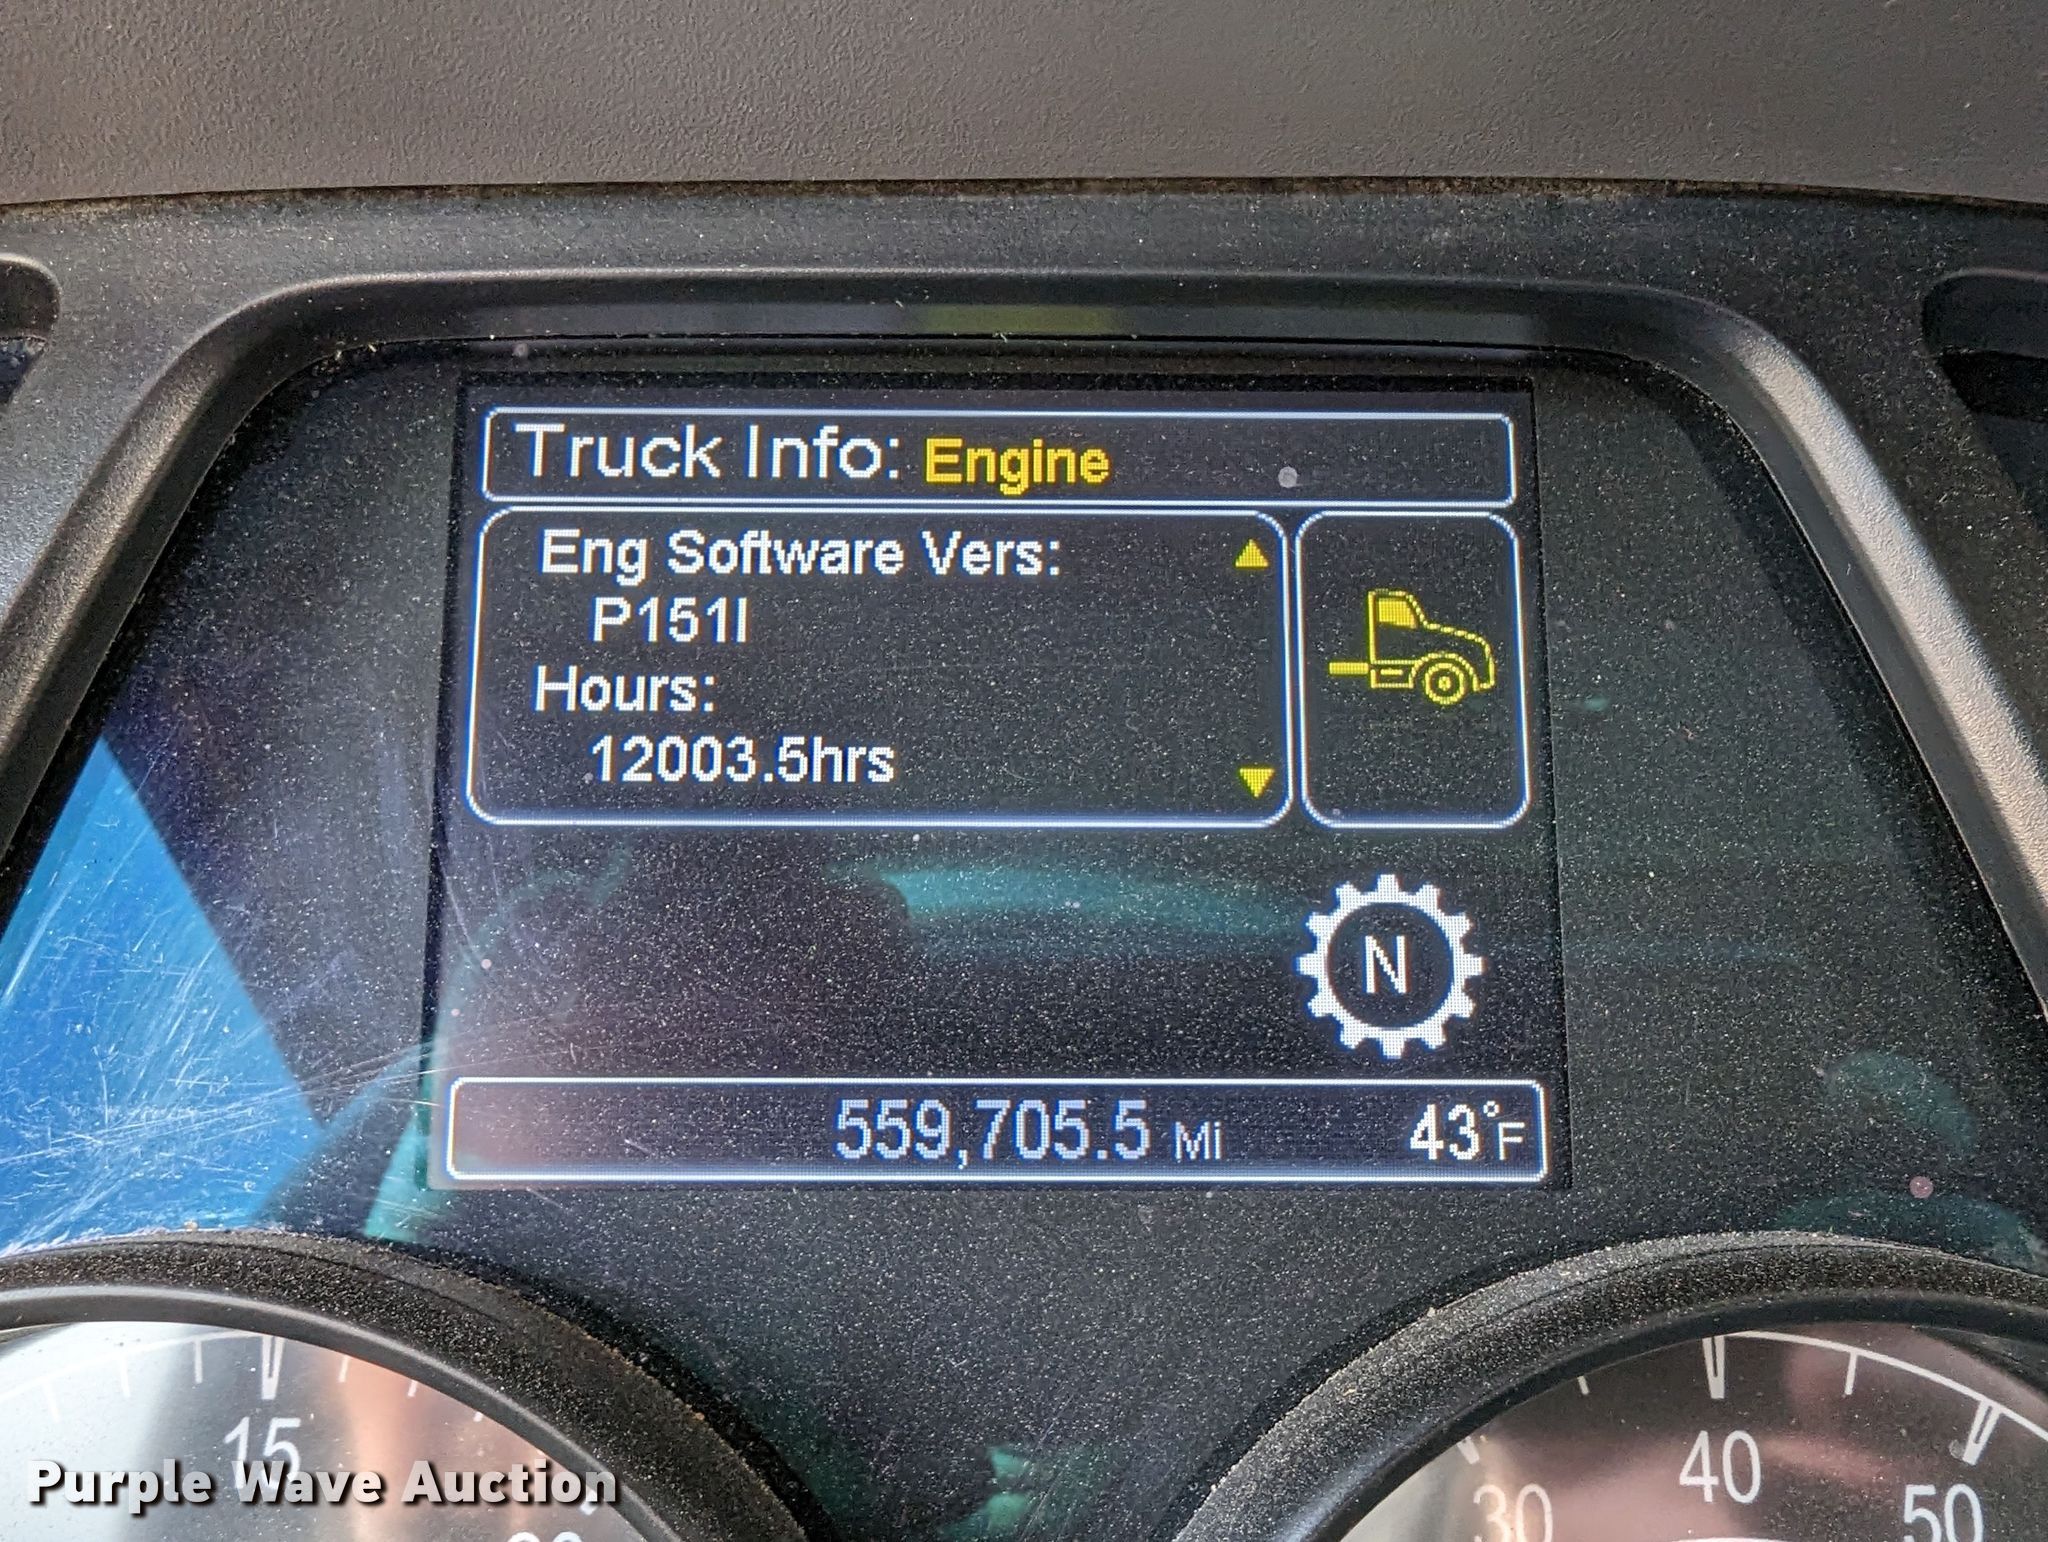 Truck Info: Engine
Eng Software Vers:
P151I
Hours:
12003.5hrs
N
559,705.5 Mi 43°F
15
40
30
50
Purple Wave Auction